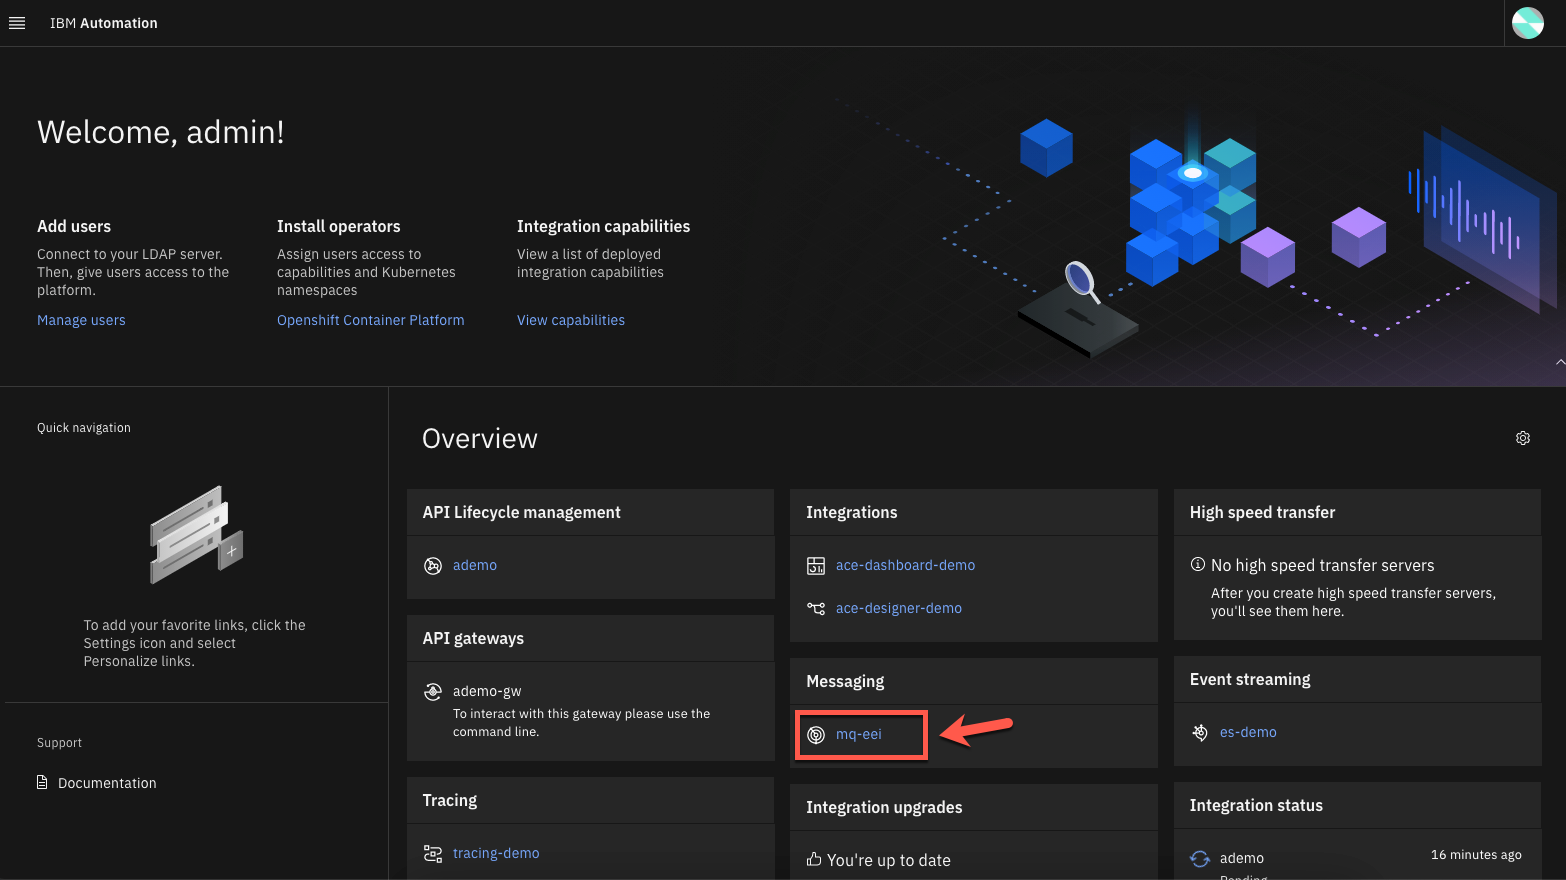 IBM Automation
Welcome, admin!
Add users
Connect to your LDAP server.
Then, give users access to the
platform.
Manage users
Install operators
Assign users access to
capabilities and Kubernetes
namespaces
Openshift Container Platform
Integration capabilities
View a list of deployed
integration capabilities
View capabilities
Quick navigation
To add your favorite links, click the
Settings icon and select
Personalize links.
Support
Documentation
Overview
API Lifecycle management
ademo
API gateways
ademo-gw
To interact with this gateway please use the
command line.
Tracing
tracing-demo
Integrations
ace-dashboard-demo
ace-designer-demo
Messaging
mq-eei
Integration upgrades
You're up to date
High speed transfer
No high speed transfer servers
After you create high speed transfer servers,
you'll see them here.
Event streaming
es-demo
Integration status
ademo
16 minutes ago
Pending